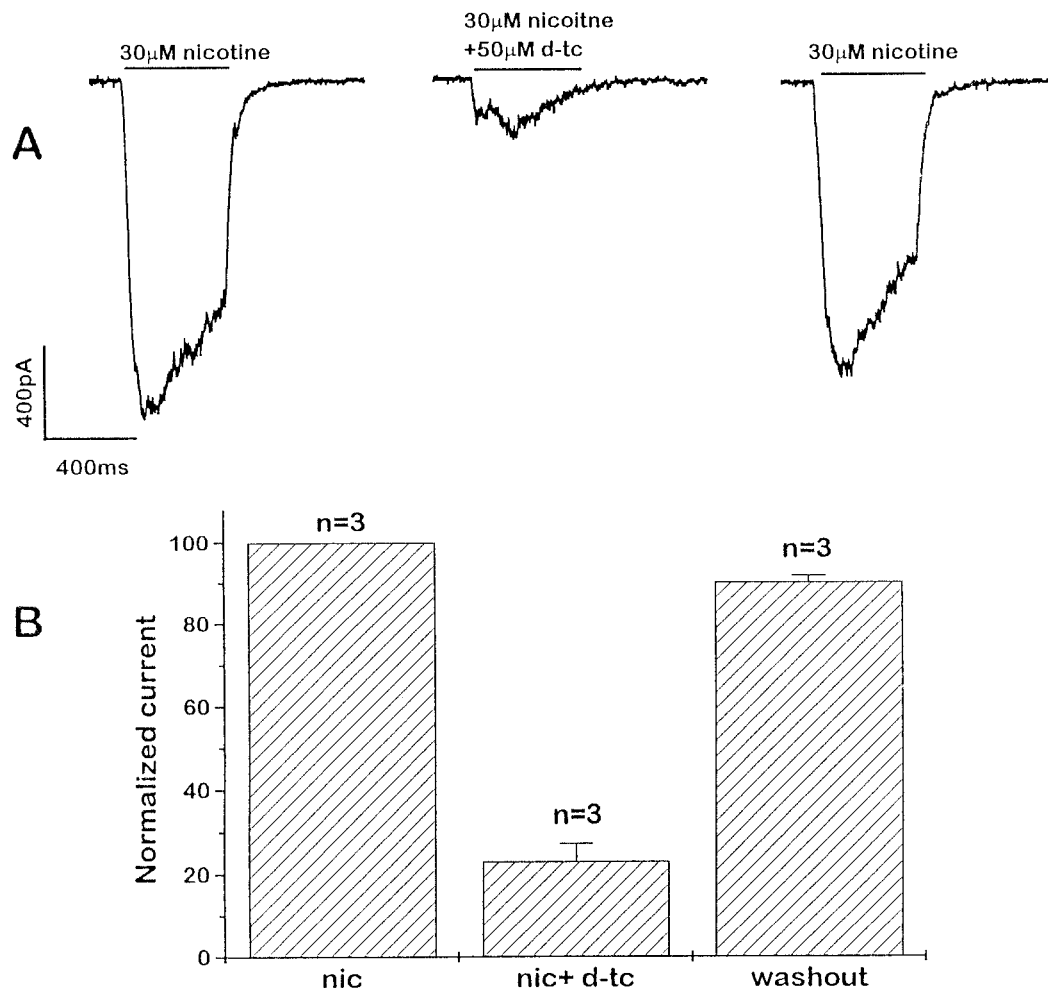 A
30μM nicotine
30μM nicoitne
+50μM d-tc
30μM nicotine
400pA
400ms
B
Normalized current
100
80
60
40
20
0
n=3
n=3
n=3
nic
nic+ d-tc
washout